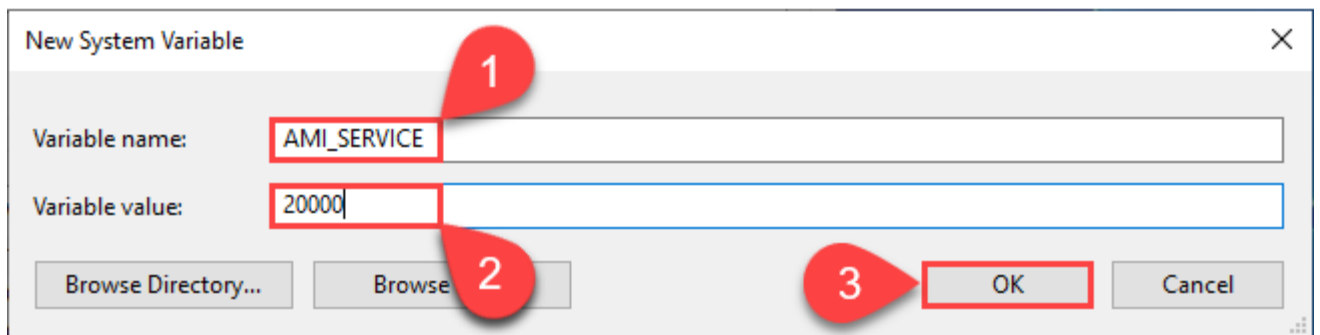 New System Variable
1
Variable name: AMI_SERVICE
Variable value: 20000
Browse Directory... Browse 2 3 OK Cancel